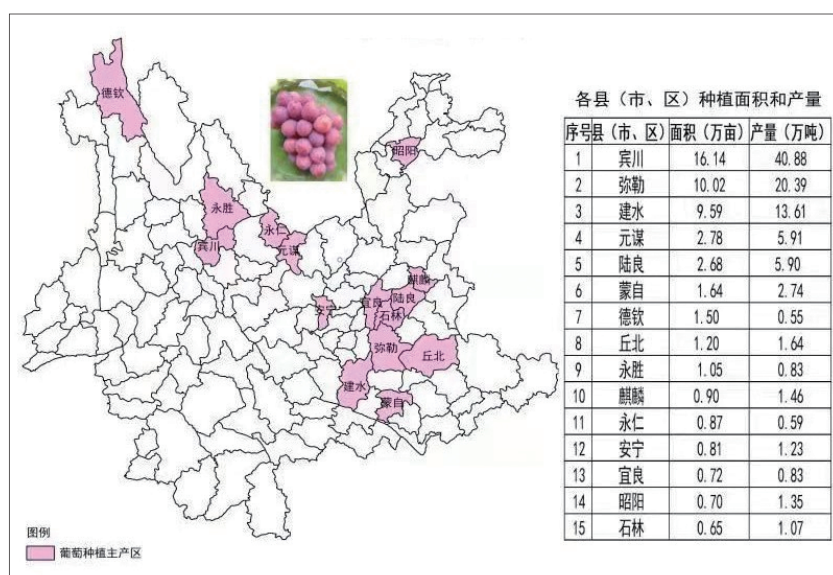 德钦
昭阳
永胜
永仁
宾川
元谋
麒麟
安宁
宜良
陆良
石林
弥勒
丘北
建水
蒙自
图例
葡萄种植主产区
各县（市、区）种植面积和产量
序号 县（市、区） 面积（万亩） 产量（万吨）
1 宾川 16.14 40.88
2 弥勒 10.02 20.39
3 建水 9.59 13.61
4 元谋 2.78 5.91
5 陆良 2.68 5.90
6 蒙自 1.64 2.74
7 德钦 1.50 0.55
8 丘北 1.20 1.64
9 永胜 1.05 0.83
10 麒麟 0.90 1.46
11 永仁 0.87 0.59
12 安宁 0.81 1.23
13 宜良 0.72 0.83
14 昭阳 0.70 1.35
15 石林 0.65 1.07